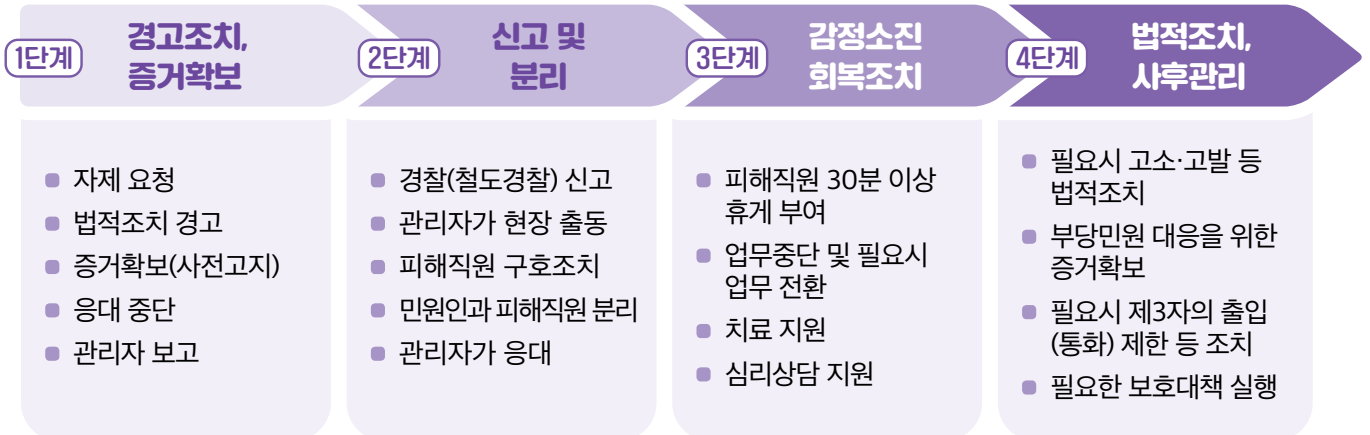 1단계
경고조치,
증거확보
자제 요청
법적조치 경고
증거확보(사전고지)
응대 중단
관리자 보고
2단계
신고 및
분리
경찰(철도경찰) 신고
관리자가 현장 출동
피해직원 구호조치
민원인과 피해직원 분리
관리자가 응대
3단계
감정소진
회복조치
피해직원 30분 이상
휴게 부여
업무중단 및 필요시
업무 전환
치료 지원
심리상담 지원
4단계
법적조치,
사후관리
필요시 고소·고발 등
법적조치
부당민원 대응을 위한
증거확보
필요시 제3자의 출입
(통화) 제한 등 조치
필요한 보호대책 실행